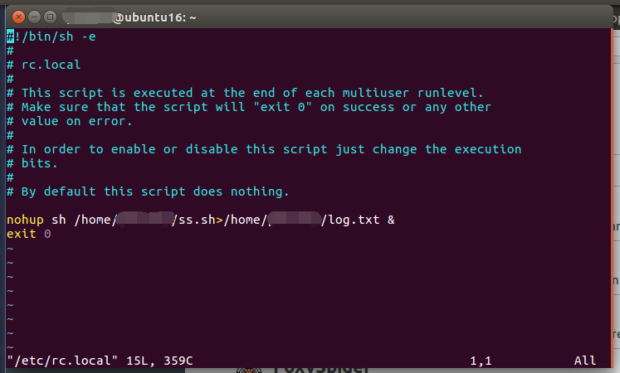 @ubuntu16: ~
#!/bin/sh -e
#
# rc.local
#
# This script is executed at the end of each multiuser runlevel.
# Make sure that the script will "exit 0" on success or any other
# value on error.
#
# In order to enable or disable this script just change the execution
# bits.
#
# By default this script does nothing.
nohup sh /home/ /ss.sh>/home/ /log.txt &
exit 0
~
~
~
~
~
~
~
"/etc/rc.local" 15L, 359C 1,1 All